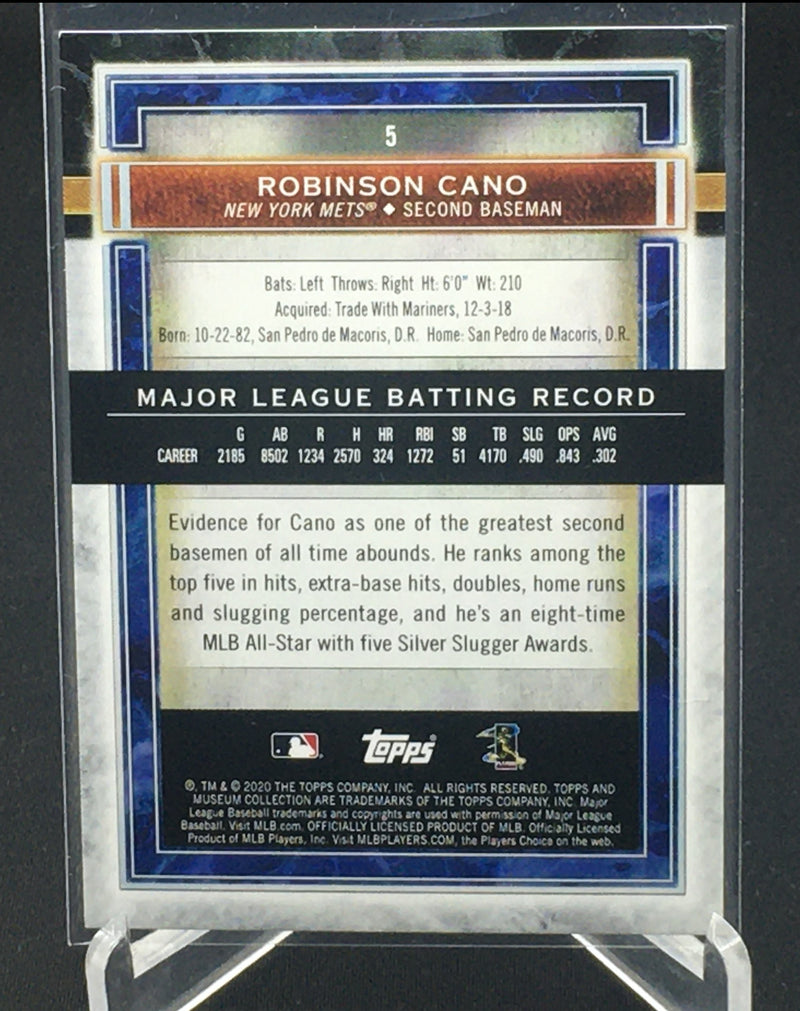 5
ROBINSON CANO
NEW YORK METS® ◆ SECOND BASEMAN
Bats: Left Throws: Right Ht: 6'0" Wt: 210
Acquired: Trade With Mariners, 12-3-18
Born: 10-22-82, San Pedro de Macoris, D.R. Home: San Pedro de Macoris, D.R.
MAJOR LEAGUE BATTING RECORD
G AB R H HR RBI SB TB SLG OPS AVG
CAREER 2185 8502 1234 2570 324 1272 51 4170 .490 .843 .302
Evidence for Cano as one of the greatest second
basemen of all time abounds. He ranks among the
top five in hits, extra-base hits, doubles, home runs
and slugging percentage, and he's an eight-time
MLB All-Star with five Silver Slugger Awards.
Topps
®, TM & © 2020 THE TOPPS COMPANY, INC. ALL RIGHTS RESERVED. TOPPS AND
MUSEUM COLLECTION ARE TRADEMARKS OF THE TOPPS COMPANY, INC. Major
League Baseball trademarks and copyrights are used with permission of Major League
Baseball. Visit MLB.com. OFFICIALLY LICENSED PRODUCT OF MLB. Officially Licensed
Product of MLB Players, Inc. Visit MLBPLAYERS.COM, the Players Choice on the web.